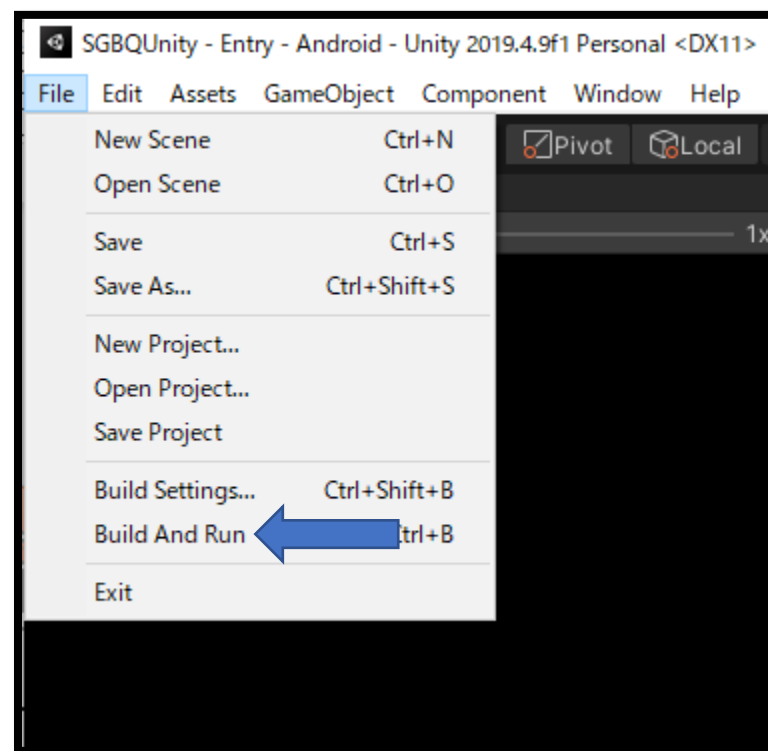 SGBQUnity - Entry - Android - Unity 2019.4.9f1 Personal <DX11>
File Edit Assets GameObject Component Window Help
New Scene Ctrl+N
Pivot Local
Open Scene Ctrl+O
Save Ctrl+S
1x
Save As... Ctrl+Shift+S
New Project...
Open Project...
Save Project
Build Settings... Ctrl+Shift+B
Build And Run trl+B
Exit